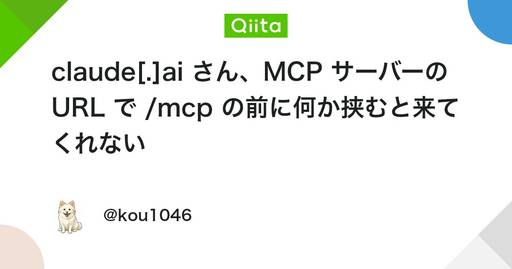 Qiita
claude[.]ai さん、MCP サーバーの
URL で /mcp の前に何か挟むと来て
くれない
@kou1046